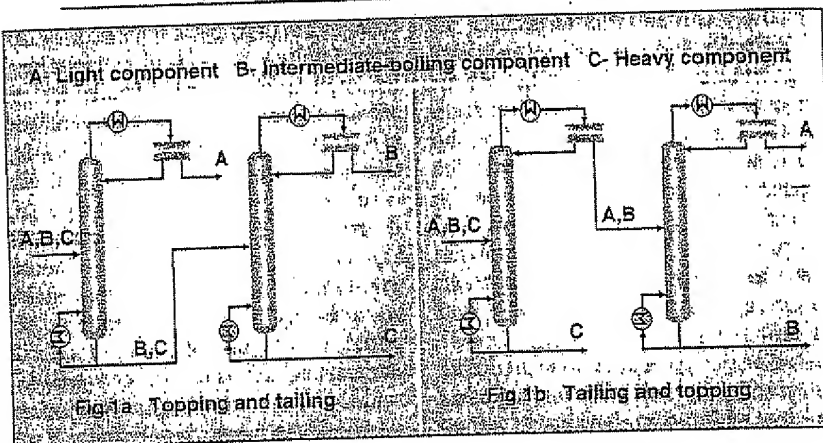 A- Light component B- Intermediate-boiling component C- Heavy component
A
B
A,B,C
B,C
C
Fig.1a Topping and tailing
A
A,B,C
A,B
C
B
Fig.1b Tailing and topping